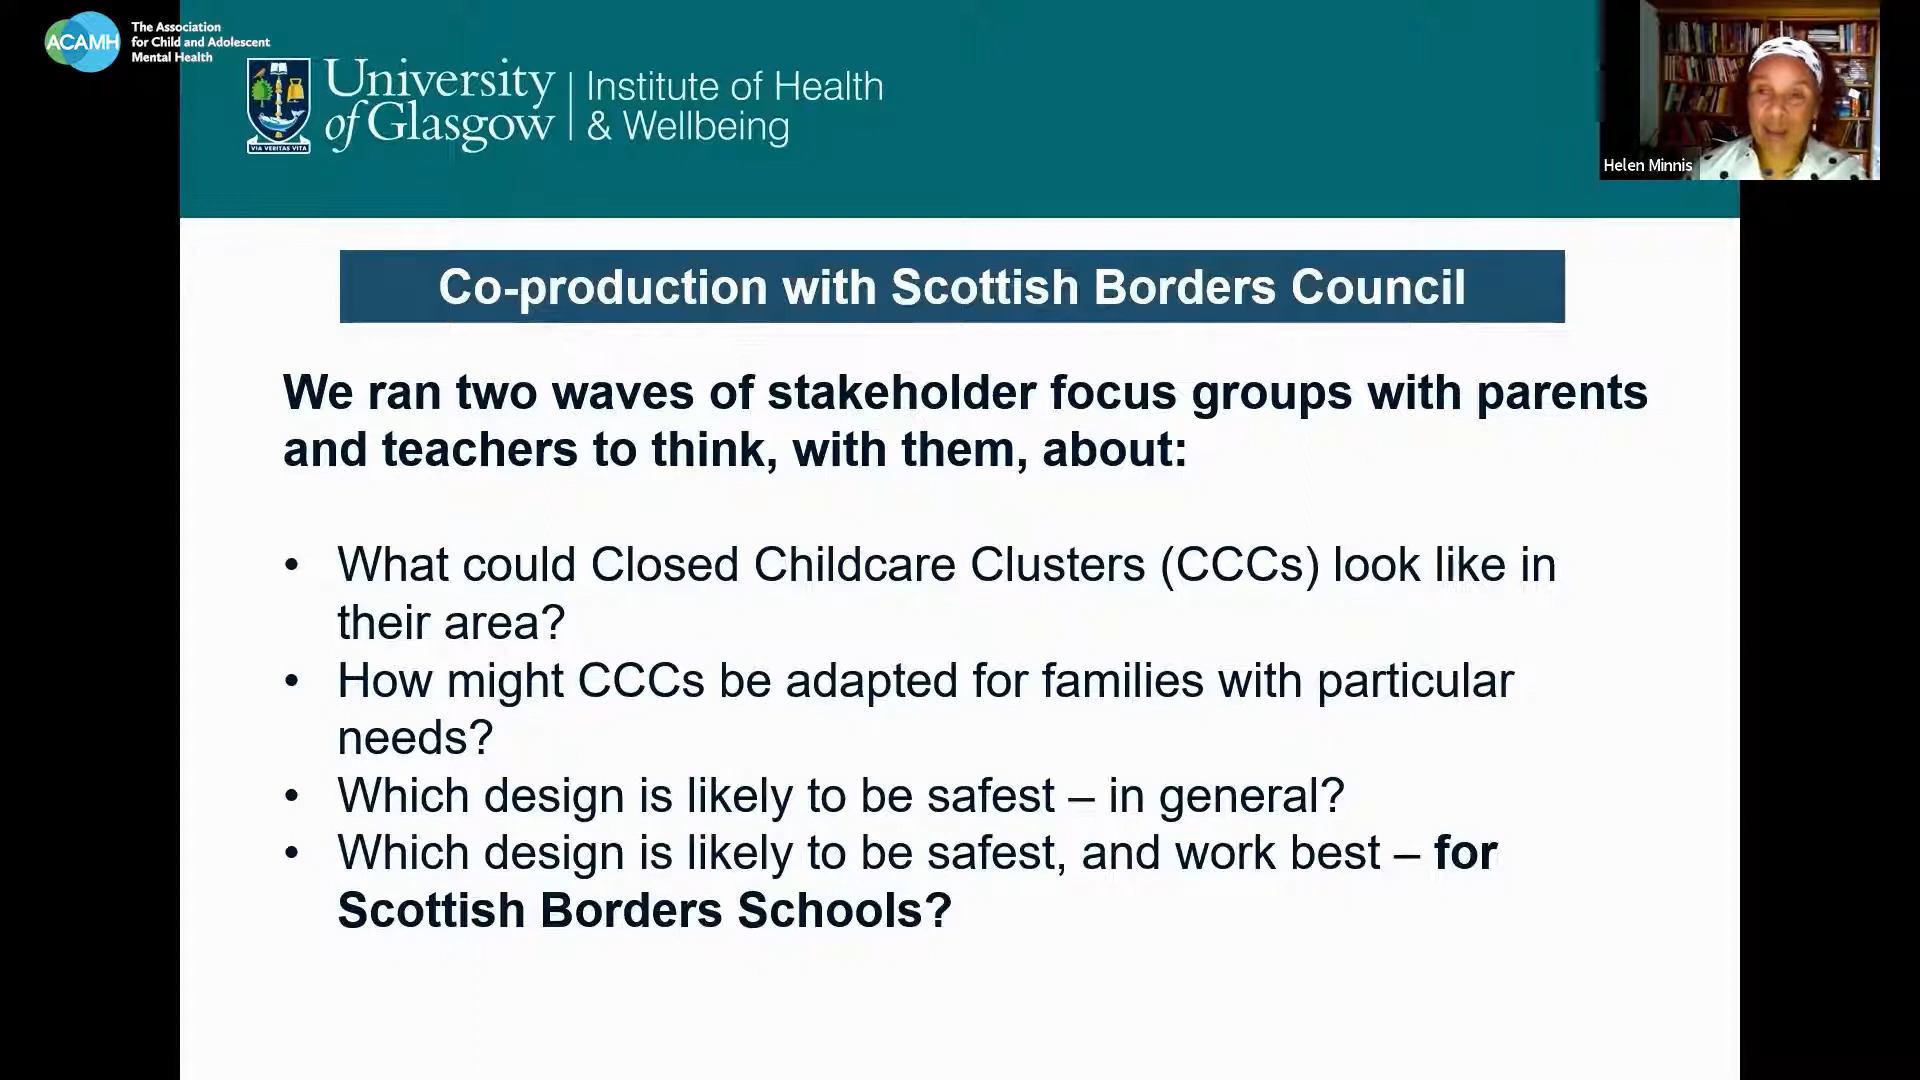 ACAMH
The Association
for Child and Adolescent
Mental Health
University
of Glasgow
Institute of Health
& Wellbeing
VIA VERITAS VITA
Helen Minnis
Co-production with Scottish Borders Council
We ran two waves of stakeholder focus groups with parents
and teachers to think, with them, about:
• What could Closed Childcare Clusters (CCCs) look like in
their area?
• How might CCCs be adapted for families with particular
needs?
• Which design is likely to be safest – in general?
• Which design is likely to be safest, and work best – for
Scottish Borders Schools?